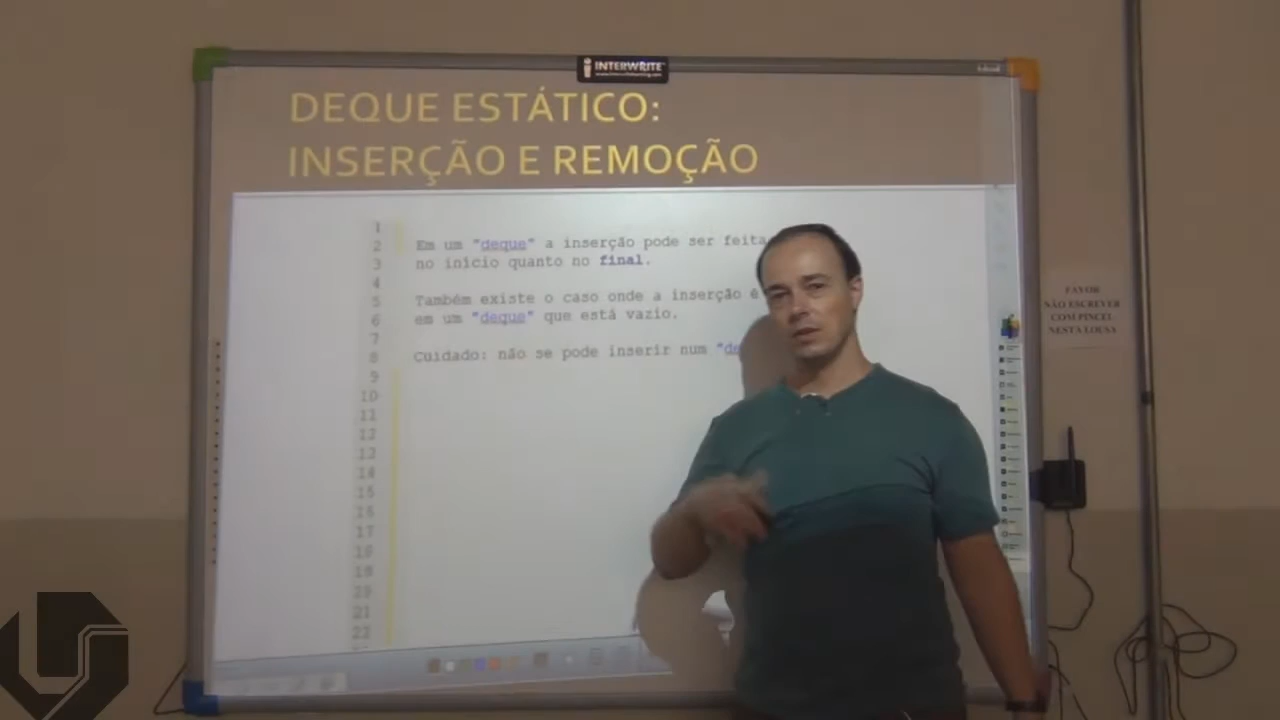 INTERWRITE
DEQUE ESTÁTICO:
INSERÇÃO E REMOÇÃO
1
2 Em um "deque" a inserção pode ser feita
3 no início quanto no final.
4
5 Também existe o caso onde a inserção é
6 em um "deque" que está vazio.
7
8 Cuidado: não se pode inserir num "de
9
10
11
12
13
14
15
16
17
18
19
20
21
22
FAVOR
NÃO ESCREVER
COM PINCEL
NESTA LOUSA